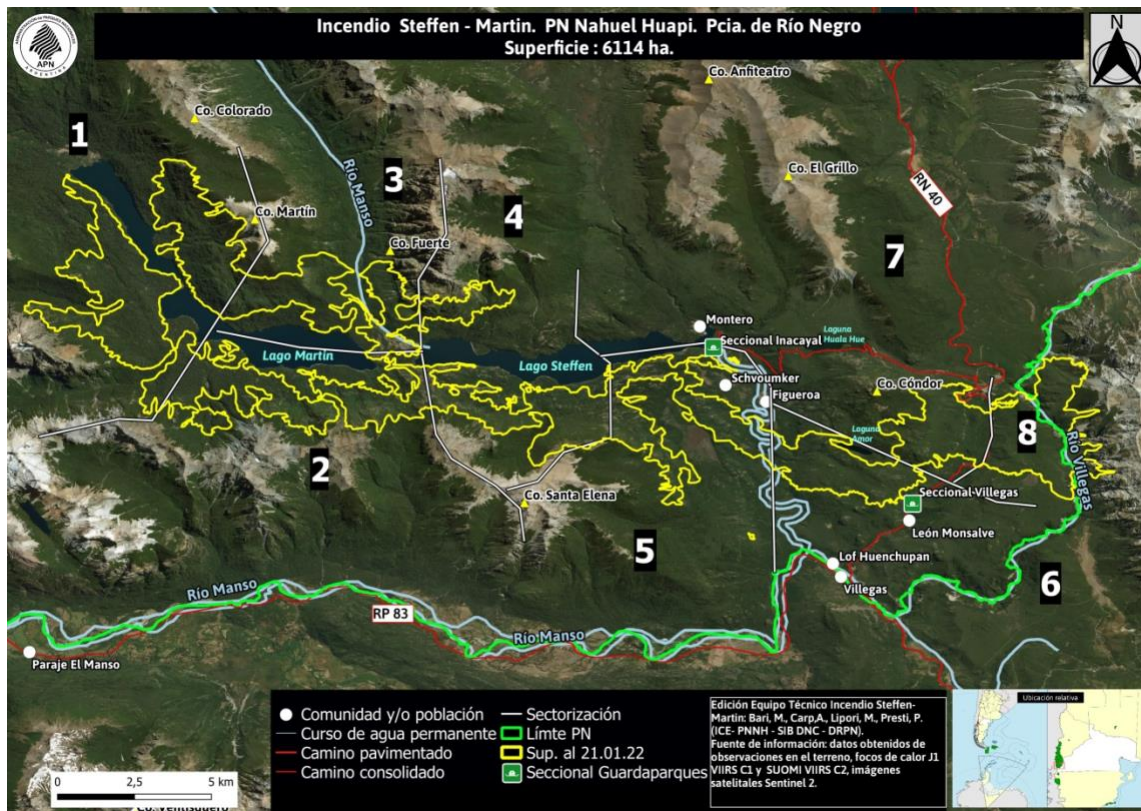 Incendio Steffen - Martin. PN Nahuel Huapi. Pcia. de Río Negro
Superficie : 6114 ha.
ADMINISTRACION DE PARQUES NACIONALES
APN
ARGENTINA
N
Co. Anfiteatro
Co. Colorado
1
Río Manso
3
Co. El Grillo
RN 40
Co. Martín
4
Co. Fuerte
7
Montero
Seccional Inacayal
Laguna
Huala Hue
Lago Martín
Lago Steffen
Schvoumker
Figueroa
Co. Cóndor
Laguna
Amor
8
Río Villegas
2
Co. Santa Elena
Seccional Villegas
León Monsalve
5
Lof Huenchupan
Villegas
6
Río Manso
RP 83
Río Manso
Paraje El Manso
Comunidad y/o población
Curso de agua permanente
Camino pavimentado
Camino consolidado
Sectorización
Límte PN
Sup. al 21.01.22
Seccional Guardaparques
Edición Equipo Técnico Incendio Steffen-
Martin: Bari, M., Carp,A., Lipori, M., Presti, P.
(ICE- PNNH - SIB DNC - DRPN).
Fuente de información: datos obtenidos de
observaciones en el terreno, focos de calor J1
VIIRS C1 y SUOMI VIIRS C2, imágenes
satelitales Sentinel 2.
Ubicación relativa
0 2,5 5 km
Co. Ventisquero